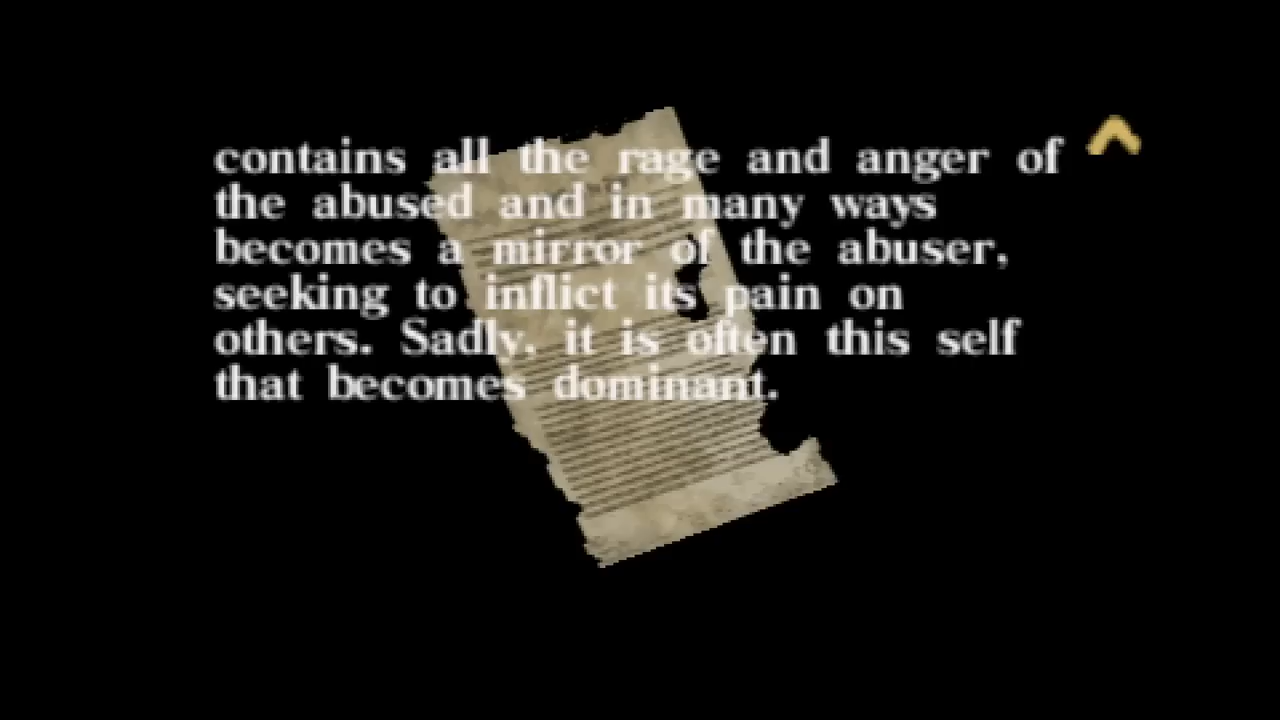 contains all the rage and anger of
the abused and in many ways
becomes a mirror of the abuser,
seeking to inflict its pain on
others. Sadly, it is often this self
that becomes dominant.